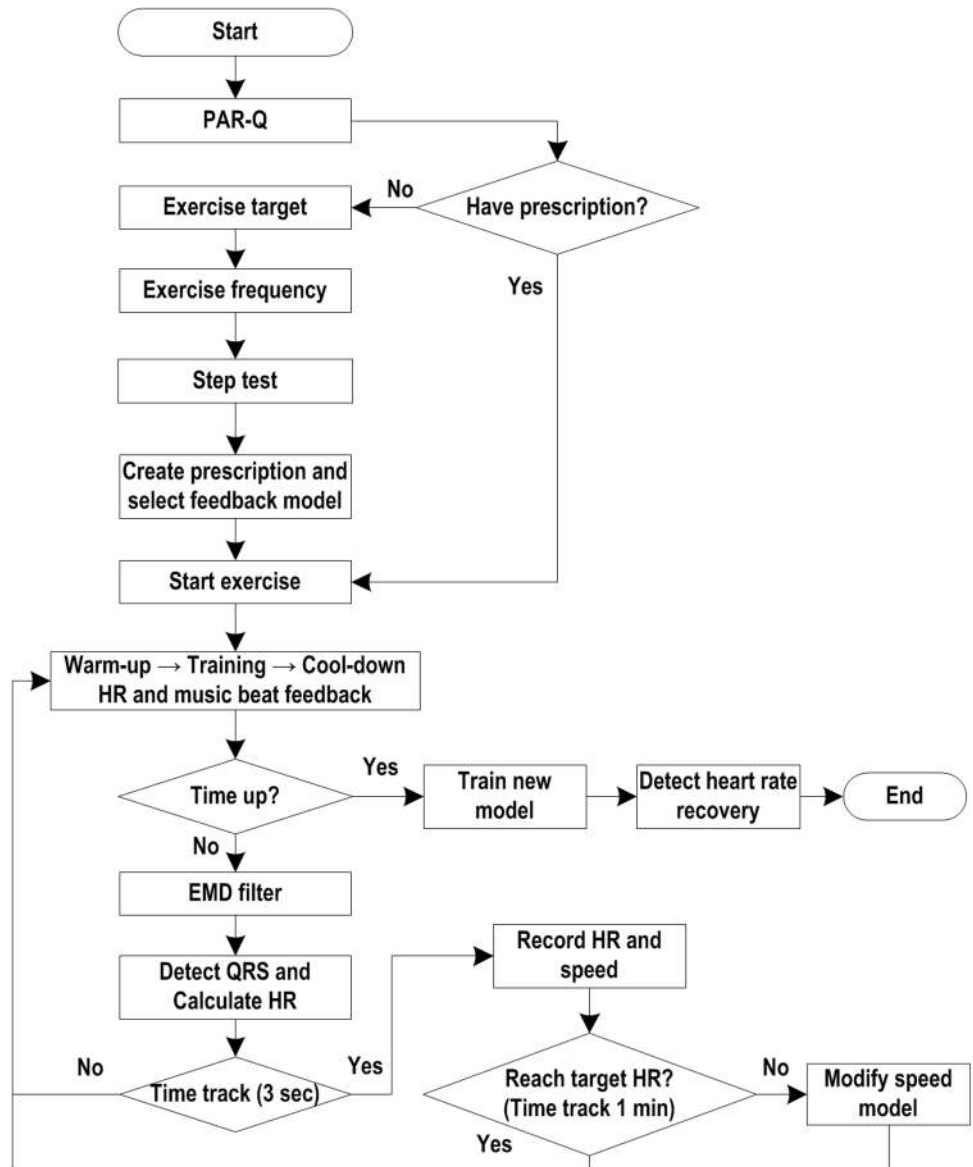 Start
PAR-Q
No
Exercise target
Have prescription?
Exercise frequency
Yes
Step test
Create prescription and
select feedback model
Start exercise
Warm-up → Training → Cool-down
HR and music beat feedback
Yes
Time up?
Train new
model
Detect heart rate
recovery
End
No
EMD filter
Record HR and
speed
Detect QRS and
Calculate HR
No
Time track (3 sec)
Yes
Reach target HR?
(Time track 1 min)
No
Modify speed
model
Yes